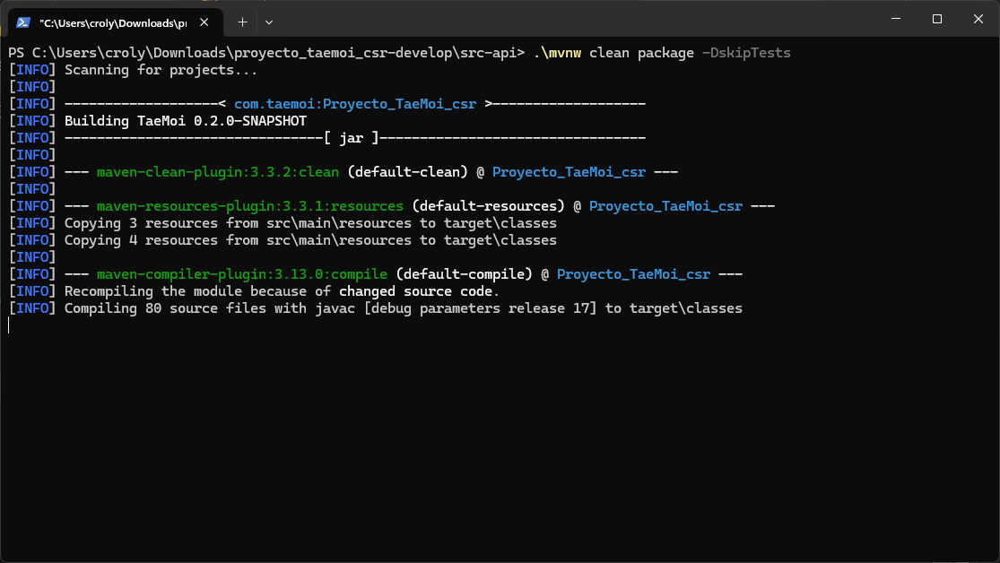 "C:\Users\croly\Downloads\pr
PS C:\Users\croly\Downloads\proyecto_taemoi_csr-develop\src-api> .\mvnw clean package -DskipTests
[INFO] Scanning for projects...
[INFO]
[INFO] -------------------< com.taemoi:Proyecto_TaeMoi_csr >-------------------
[INFO] Building TaeMoi 0.2.0-SNAPSHOT
[INFO] --------------------------------[ jar ]---------------------------------
[INFO]
[INFO] --- maven-clean-plugin:3.3.2:clean (default-clean) @ Proyecto_TaeMoi_csr ---
[INFO]
[INFO] --- maven-resources-plugin:3.3.1:resources (default-resources) @ Proyecto_TaeMoi_csr ---
[INFO] Copying 3 resources from src\main\resources to target\classes
[INFO] Copying 4 resources from src\main\resources to target\classes
[INFO]
[INFO] --- maven-compiler-plugin:3.13.0:compile (default-compile) @ Proyecto_TaeMoi_csr ---
[INFO] Recompiling the module because of changed source code.
[INFO] Compiling 80 source files with javac [debug parameters release 17] to target\classes